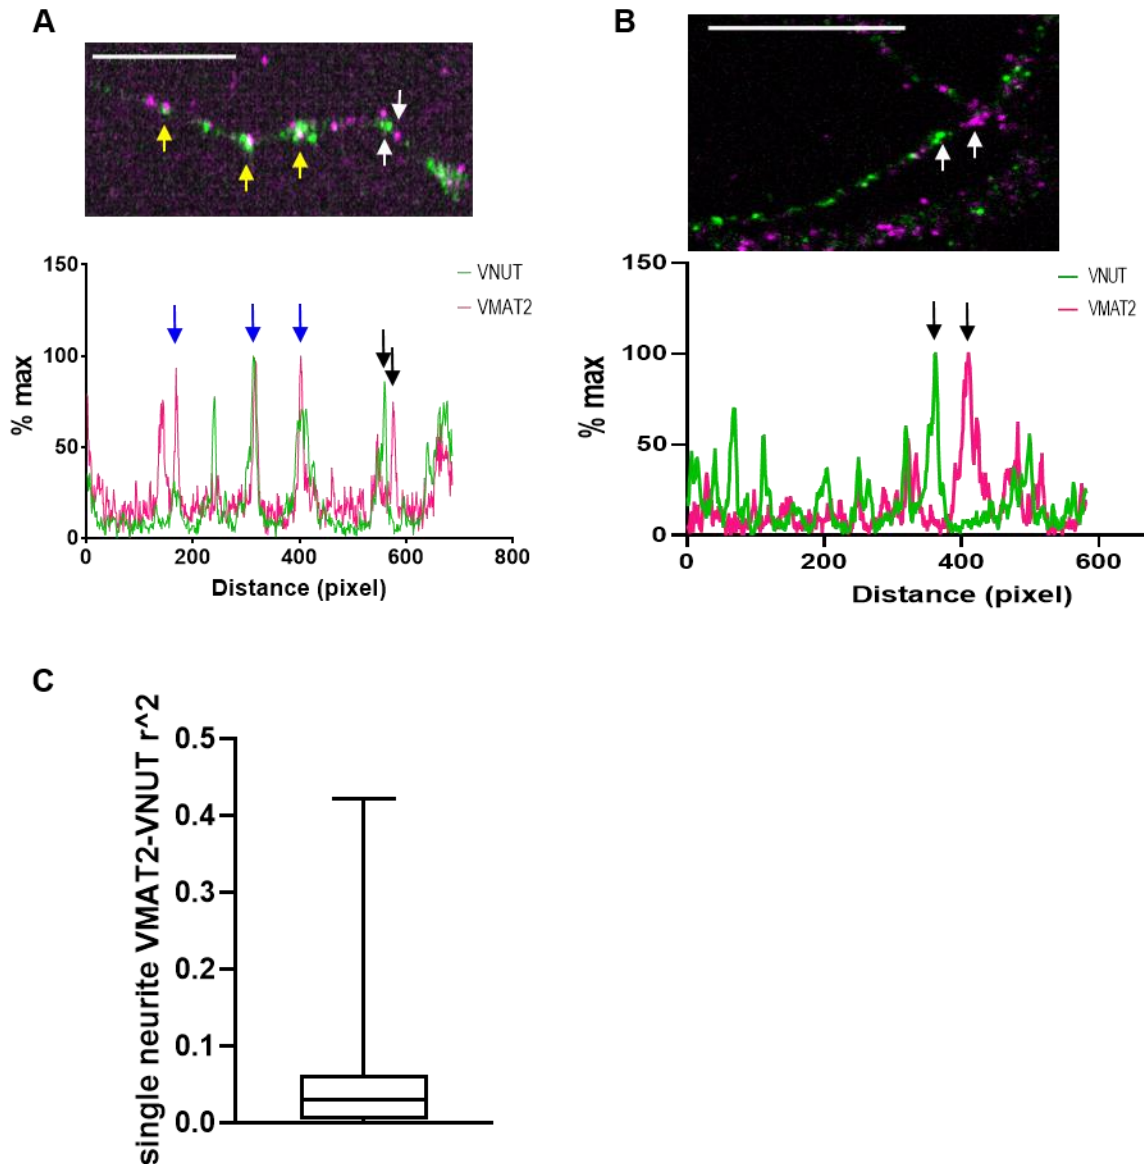 A
B
150
100
50
0
% max
VNUT
VMAT2
0
200
400
600
800
Distance (pixel)
150
100
50
0
% max
VNUT
VMAT2
0
200
400
600
Distance (pixel)
C
single neurite VMAT2-VNUT r^2
0.5
0.4
0.3
0.2
0.1
0.0